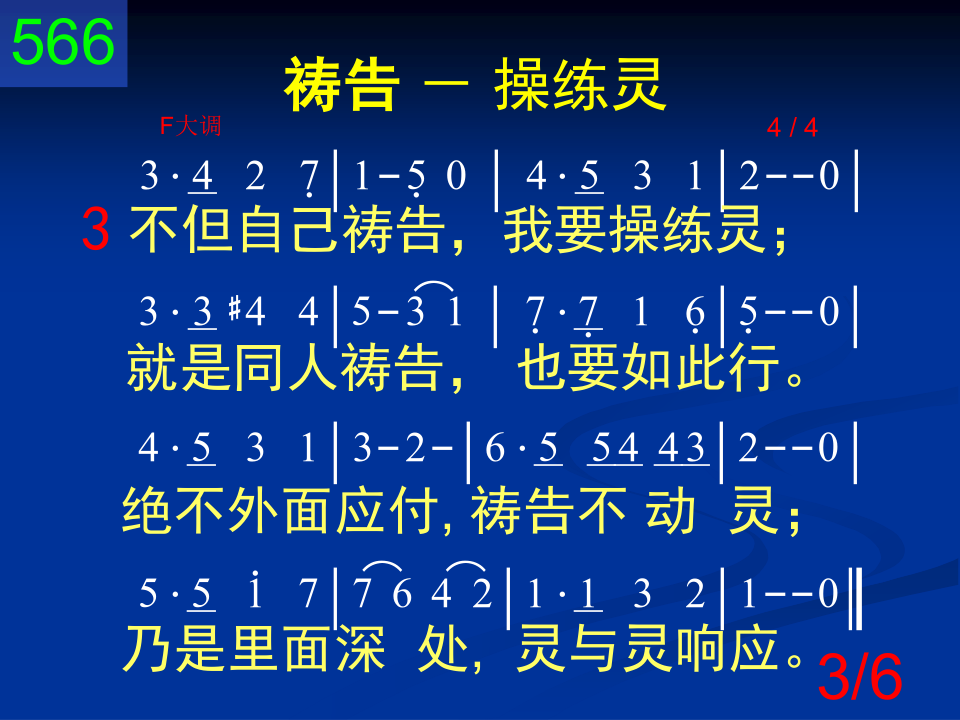 566
祷告 － 操练灵
F大调 4 / 4
3 · 4 2 7̣ | 1 - 5̣ 0 | 4 · 5 3 1 | 2 - - 0 |
3 不但自己祷告，我要操练灵；
3 · 3 ♯4 4 | 5 - 3 1 | 7̣ · 7̣ 1 6̣ | 5̣ - - 0 |
就是同人祷告， 也要如此行。
4 · 5 3 1 | 3 - 2 - | 6 · 5 5 4 4 3 | 2 - - 0 |
绝不外面应付, 祷告不 动 灵；
5 · 5 1̇ 7 | 7 6 4 2 | 1 · 1 3 2 | 1 - - 0 ‖
乃是里面深 处, 灵与灵响应。
3/6